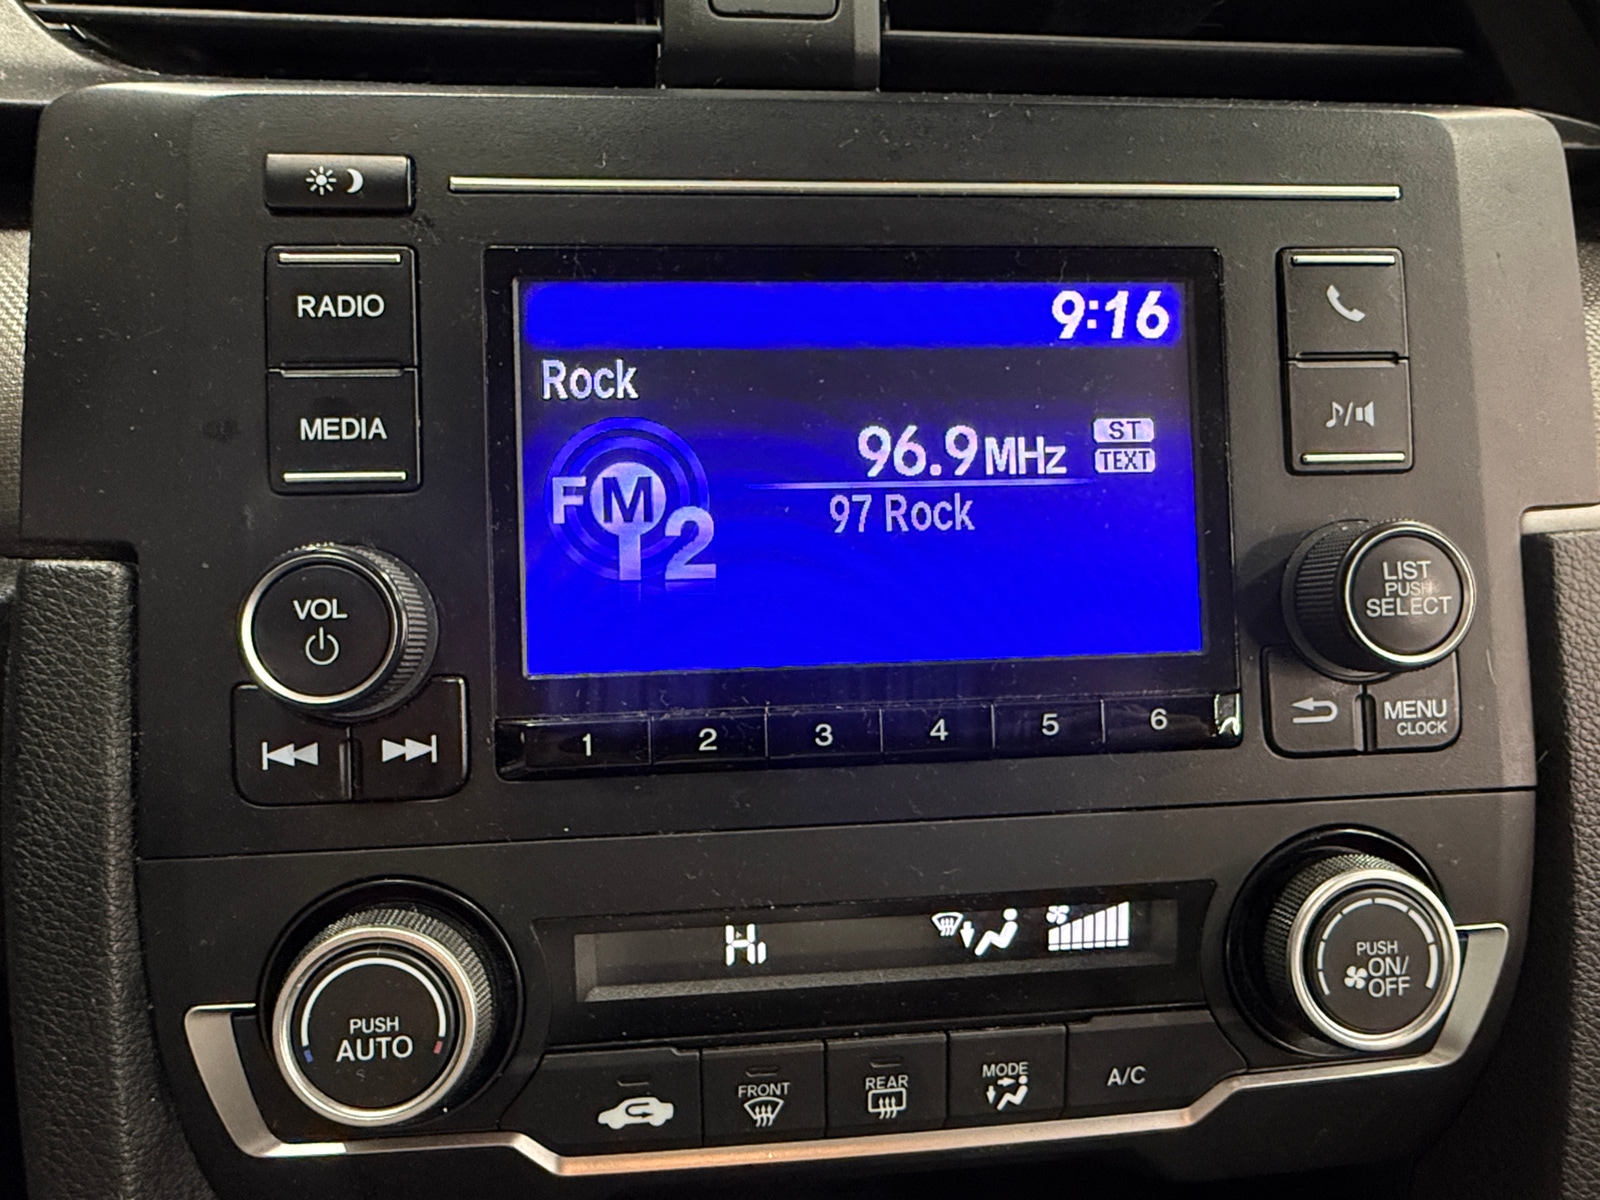 9:16
RADIO
Rock
96.9MHz
ST
TEXT
97 Rock
FM
2
MEDIA
VOL
LIST
PUSH
SELECT
MENU
CLOCK
1 2 3 4 5 6
Hi
PUSH
AUTO
PUSH
ON/
OFF
FRONT
REAR
MODE
A/C